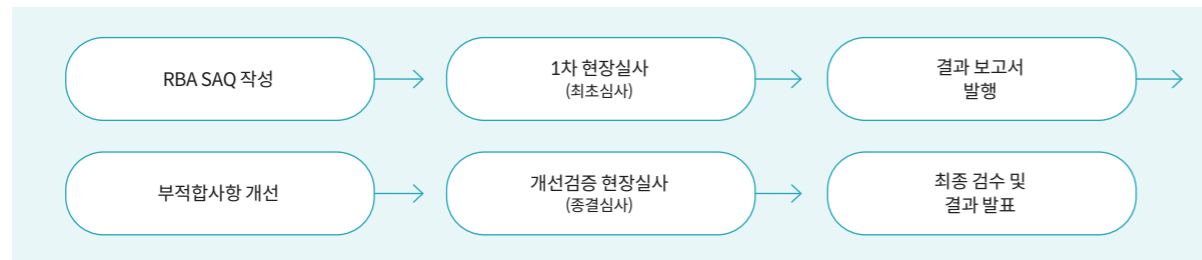 RBA SAQ 작성
1차 현장실사
(최초심사)
결과 보고서
발행
부적합사항 개선
개선검증 현장실사
(종결심사)
최종 검수 및
결과 발표